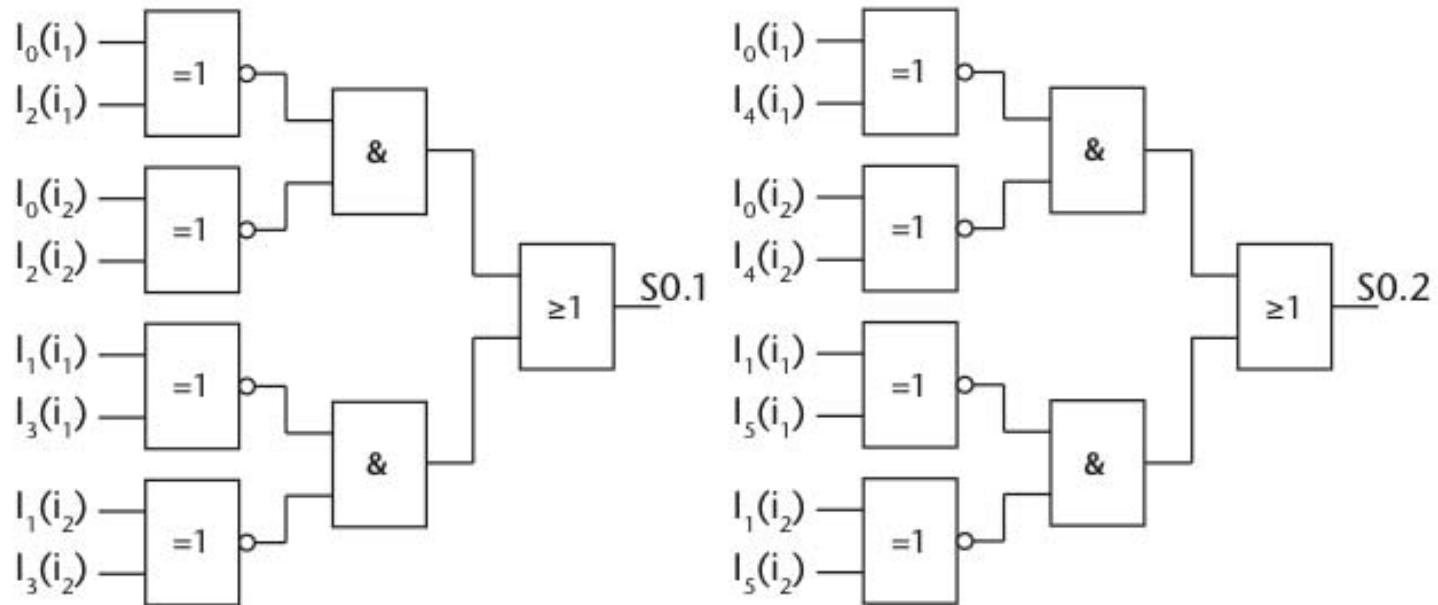 I₀(i₁)
=1
I₂(i₁)
&
I₀(i₂)
=1
I₂(i₂)
≥1
S0.1
I₁(i₁)
=1
I₃(i₁)
&
I₁(i₂)
=1
I₃(i₂)
I₀(i₁)
=1
I₄(i₁)
&
I₀(i₂)
=1
I₄(i₂)
≥1
S0.2
I₁(i₁)
=1
I₅(i₁)
&
I₁(i₂)
=1
I₅(i₂)